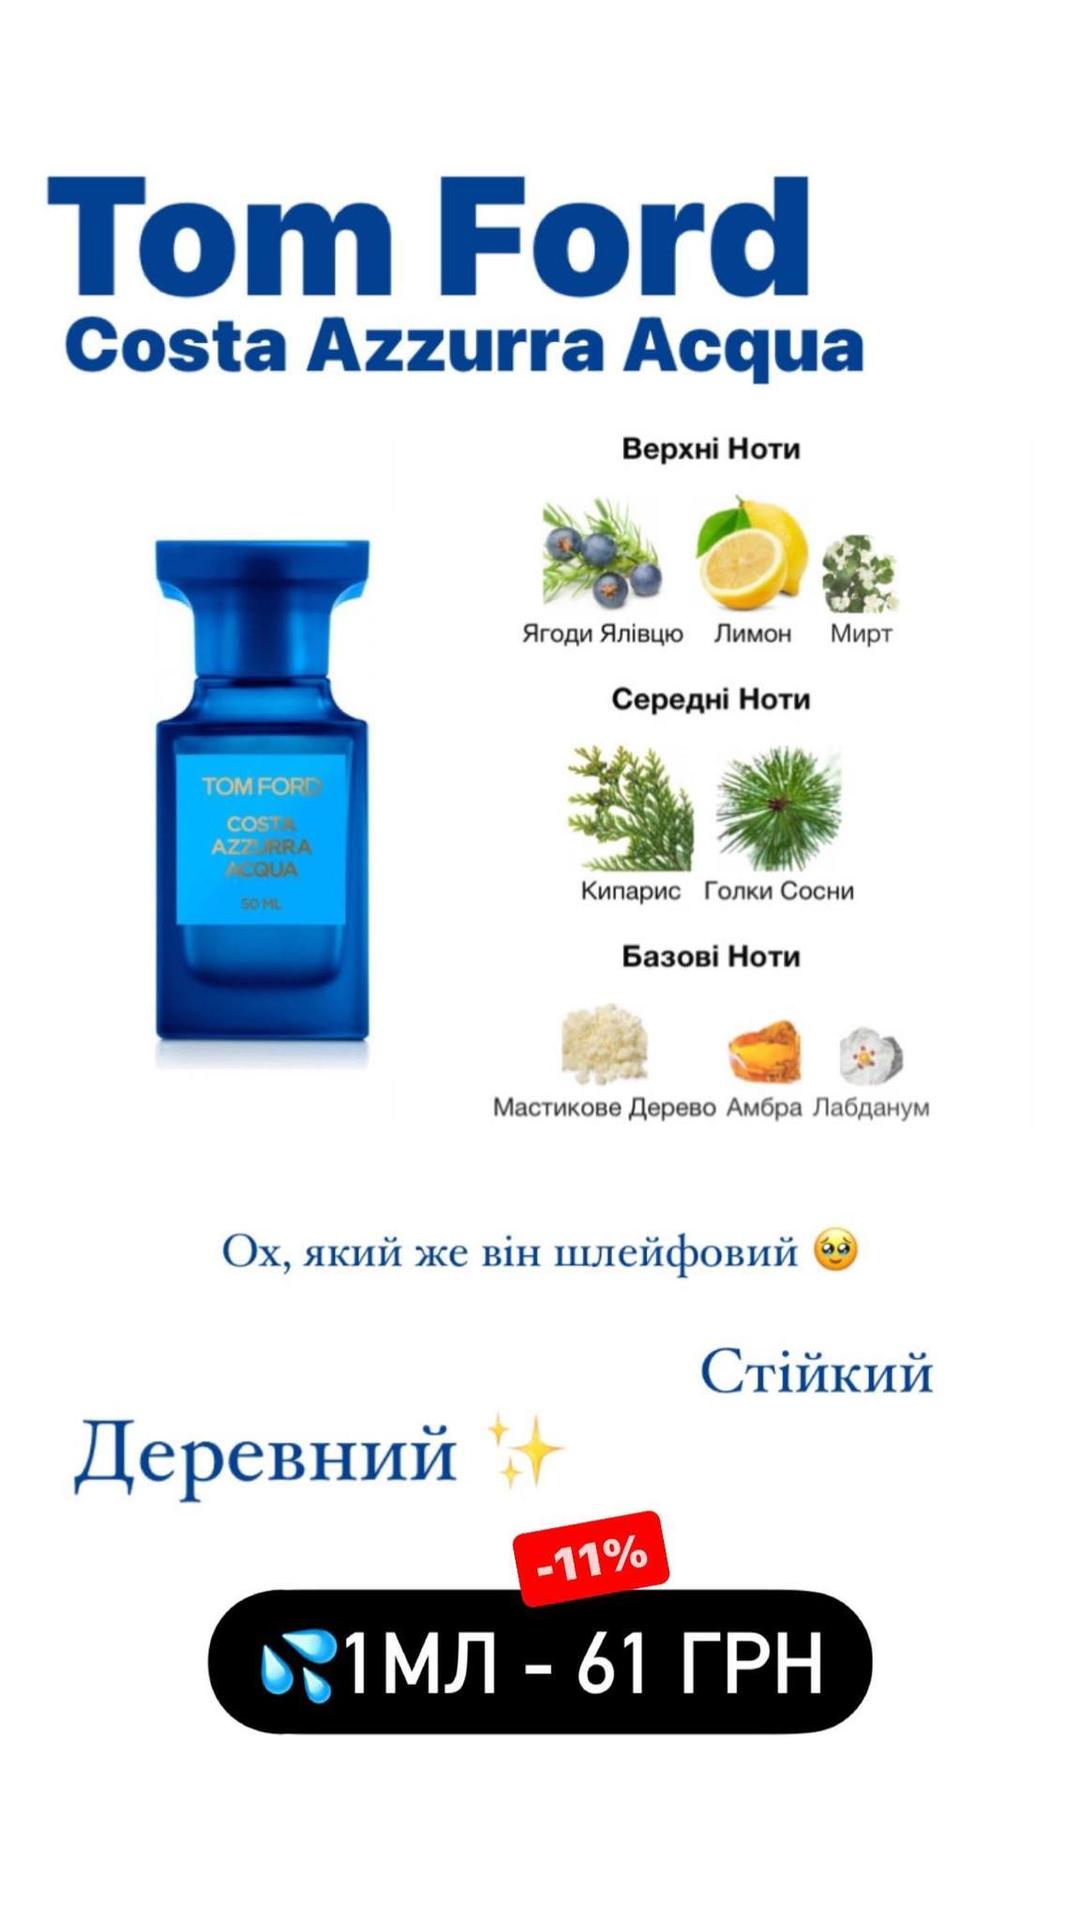 Tom Ford
Costa Azzurra Acqua
Верхні Ноти
Ягоди Ялівцю Лимон Мирт
Середні Ноти
Кипарис Голки Сосни
Базові Ноти
Мастикове Дерево Амбра Лабданум
TOM FORD
COSTA
AZZURRA
ACQUA
50 ML
Ох, який же він шлейфовий 🥹
Стійкий
Деревний ✨
-11%
💦1МЛ - 61 ГРН